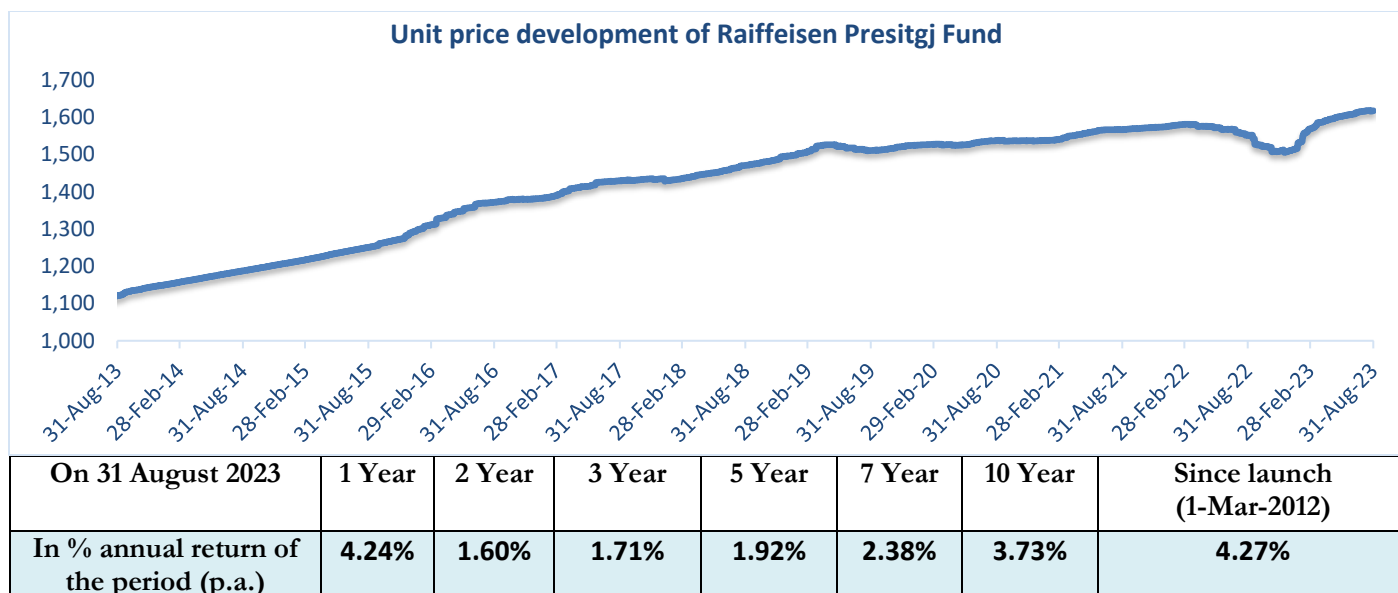 Unit price development of Raiffeisen Presitgj Fund
1,700
1,600
1,500
1,400
1,300
1,200
1,100
1,000
31-Aug-13
28-Feb-14
31-Aug-14
28-Feb-15
31-Aug-15
29-Feb-16
31-Aug-16
28-Feb-17
31-Aug-17
28-Feb-18
31-Aug-18
28-Feb-19
31-Aug-19
29-Feb-20
31-Aug-20
28-Feb-21
31-Aug-21
28-Feb-22
31-Aug-22
28-Feb-23
31-Aug-23
On 31 August 2023 1 Year 2 Year 3 Year 5 Year 7 Year 10 Year Since launch
(1-Mar-2012)
In % annual return of 4.24% 1.60% 1.71% 1.92% 2.38% 3.73% 4.27%
the period (p.a.)